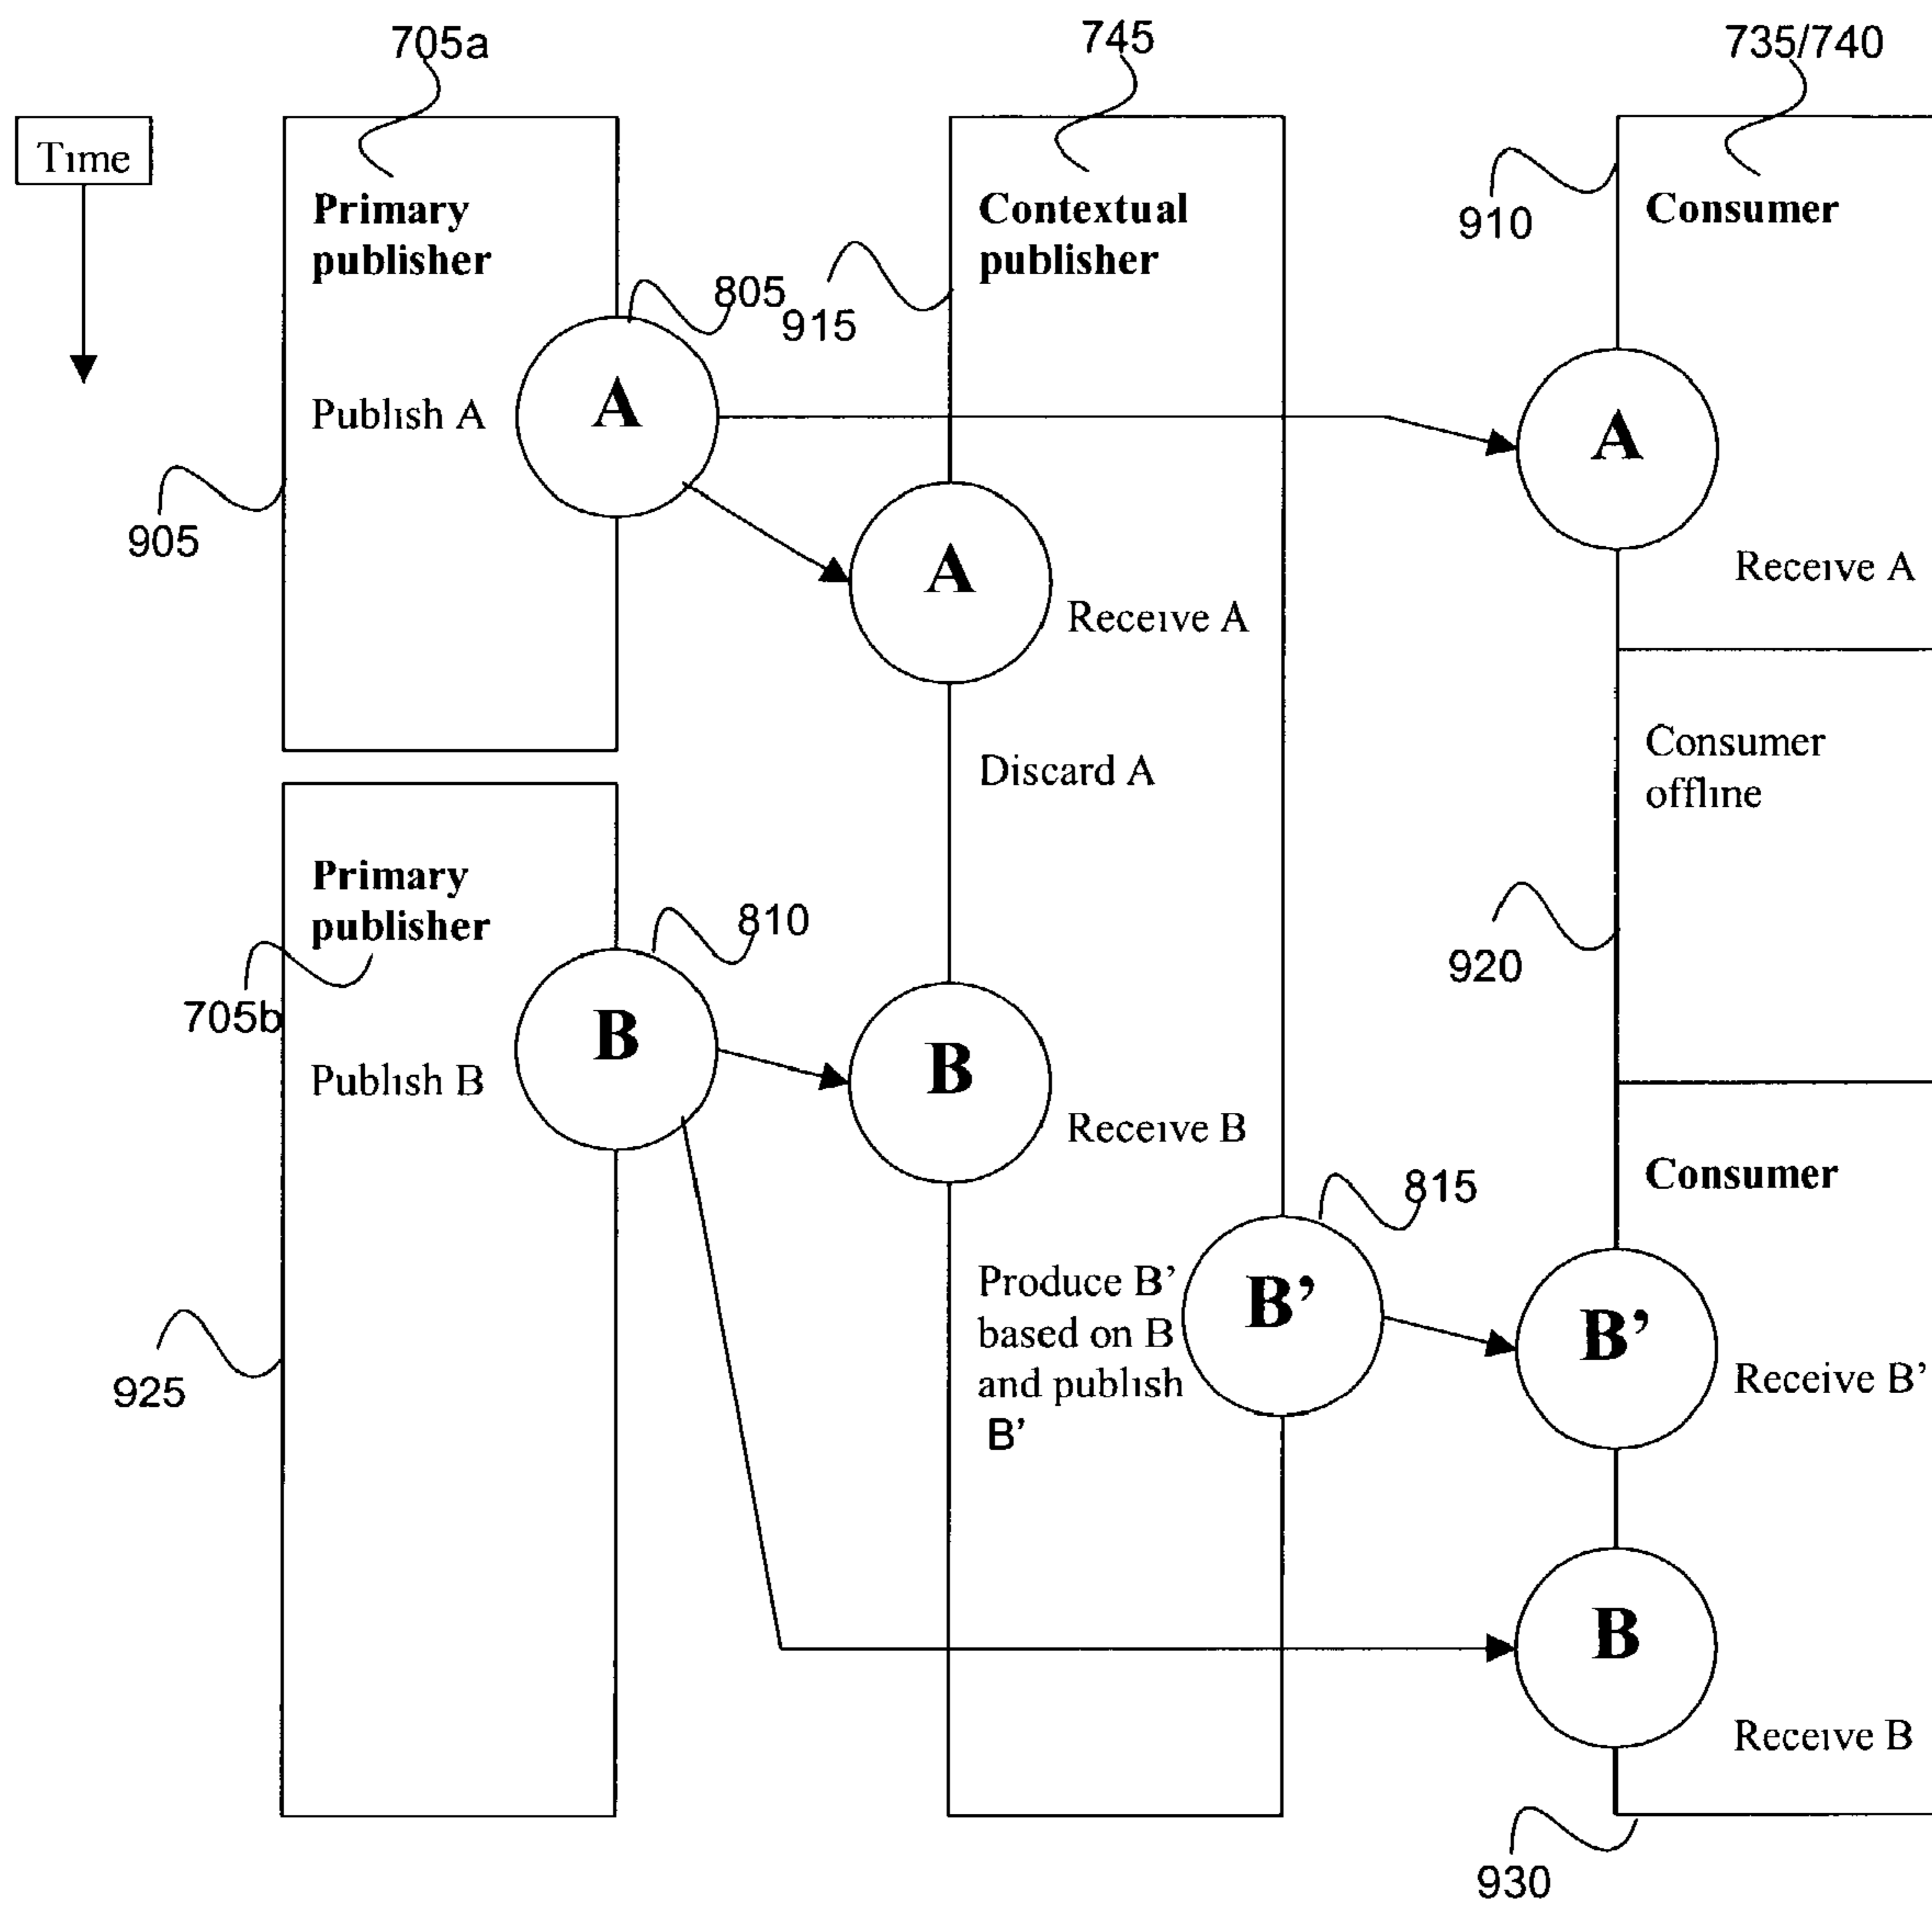 705a
745
735/740
Time
Primary
publisher
Contextual
publisher
910
Consumer
805
915
Publish A
A
A
905
A
Receive A
Receive A
Discard A
Consumer
offline
Primary
publisher
810
705b
920
B
B
Publish B
Receive B
Consumer
815
Produce B’
based on B
and publish
B’
B’
B’
Receive B’
925
B
Receive B
930